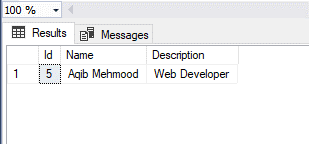 100 %
Results Messages
Id Name Description
1 5 Aqib Mehmood Web Developer